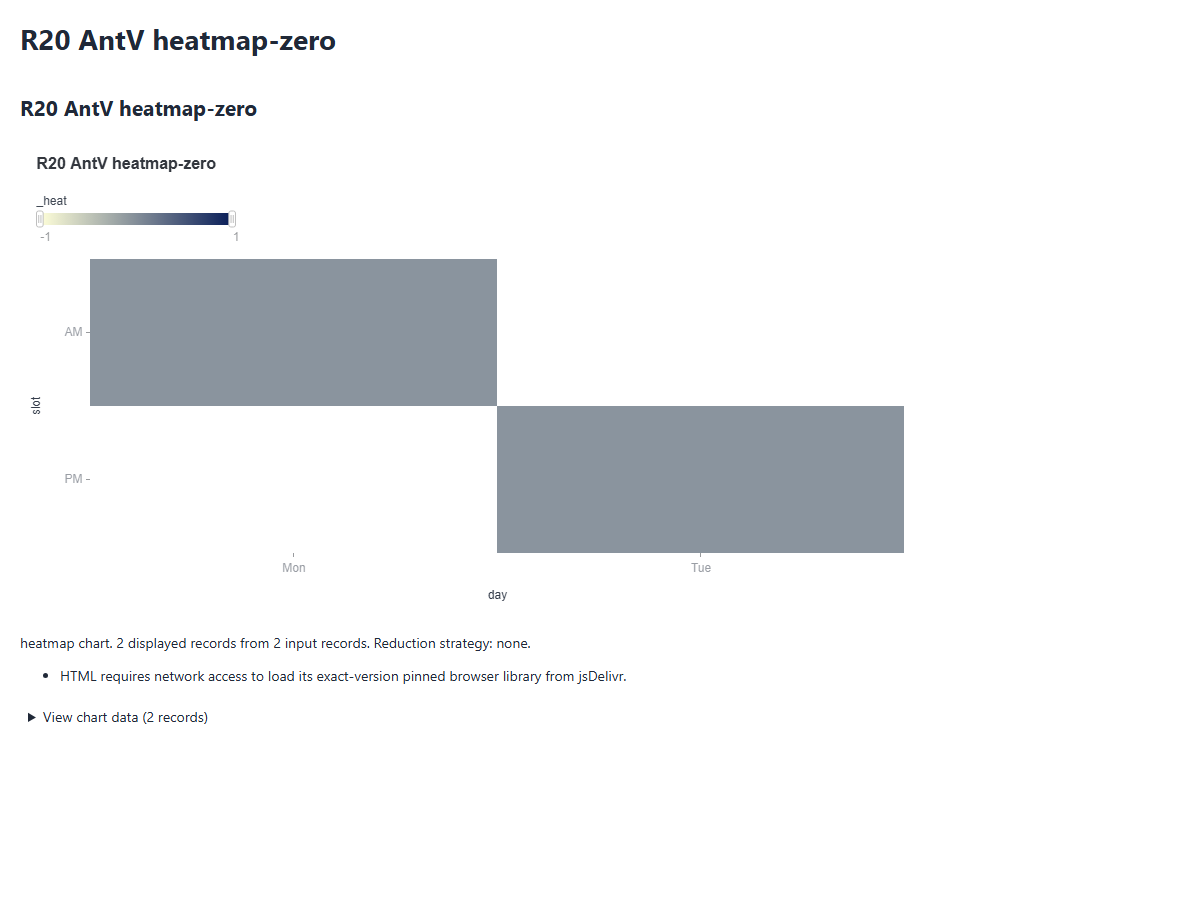 R20 AntV heatmap-zero
R20 AntV heatmap-zero
R20 AntV heatmap-zero
_heat
-1 1
AM
slot
PM
Mon Tue
day
heatmap chart. 2 displayed records from 2 input records. Reduction strategy: none.
• HTML requires network access to load its exact-version pinned browser library from jsDelivr.
▶ View chart data (2 records)